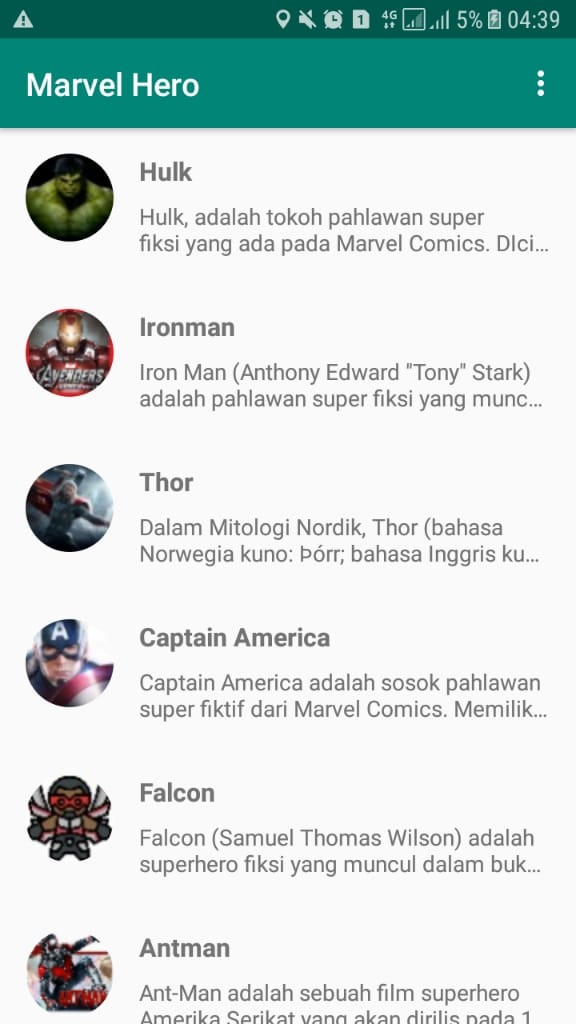 4G 1 5% 04:39
Marvel Hero
Hulk
Hulk, adalah tokoh pahlawan super
fiksi yang ada pada Marvel Comics. DIci...
Ironman
AVENGERS
Iron Man (Anthony Edward "Tony" Stark)
adalah pahlawan super fiksi yang munc...
Thor
Dalam Mitologi Nordik, Thor (bahasa
Norwegia kuno: Þórr; bahasa Inggris ku...
Captain America
A
Captain America adalah sosok pahlawan
super fiktif dari Marvel Comics. Memilik...
Falcon
Falcon (Samuel Thomas Wilson) adalah
superhero fiksi yang muncul dalam buk...
Antman
ANTMAN
Ant-Man adalah sebuah film superhero
Amerika Serikat yang akan dirilis pada 1